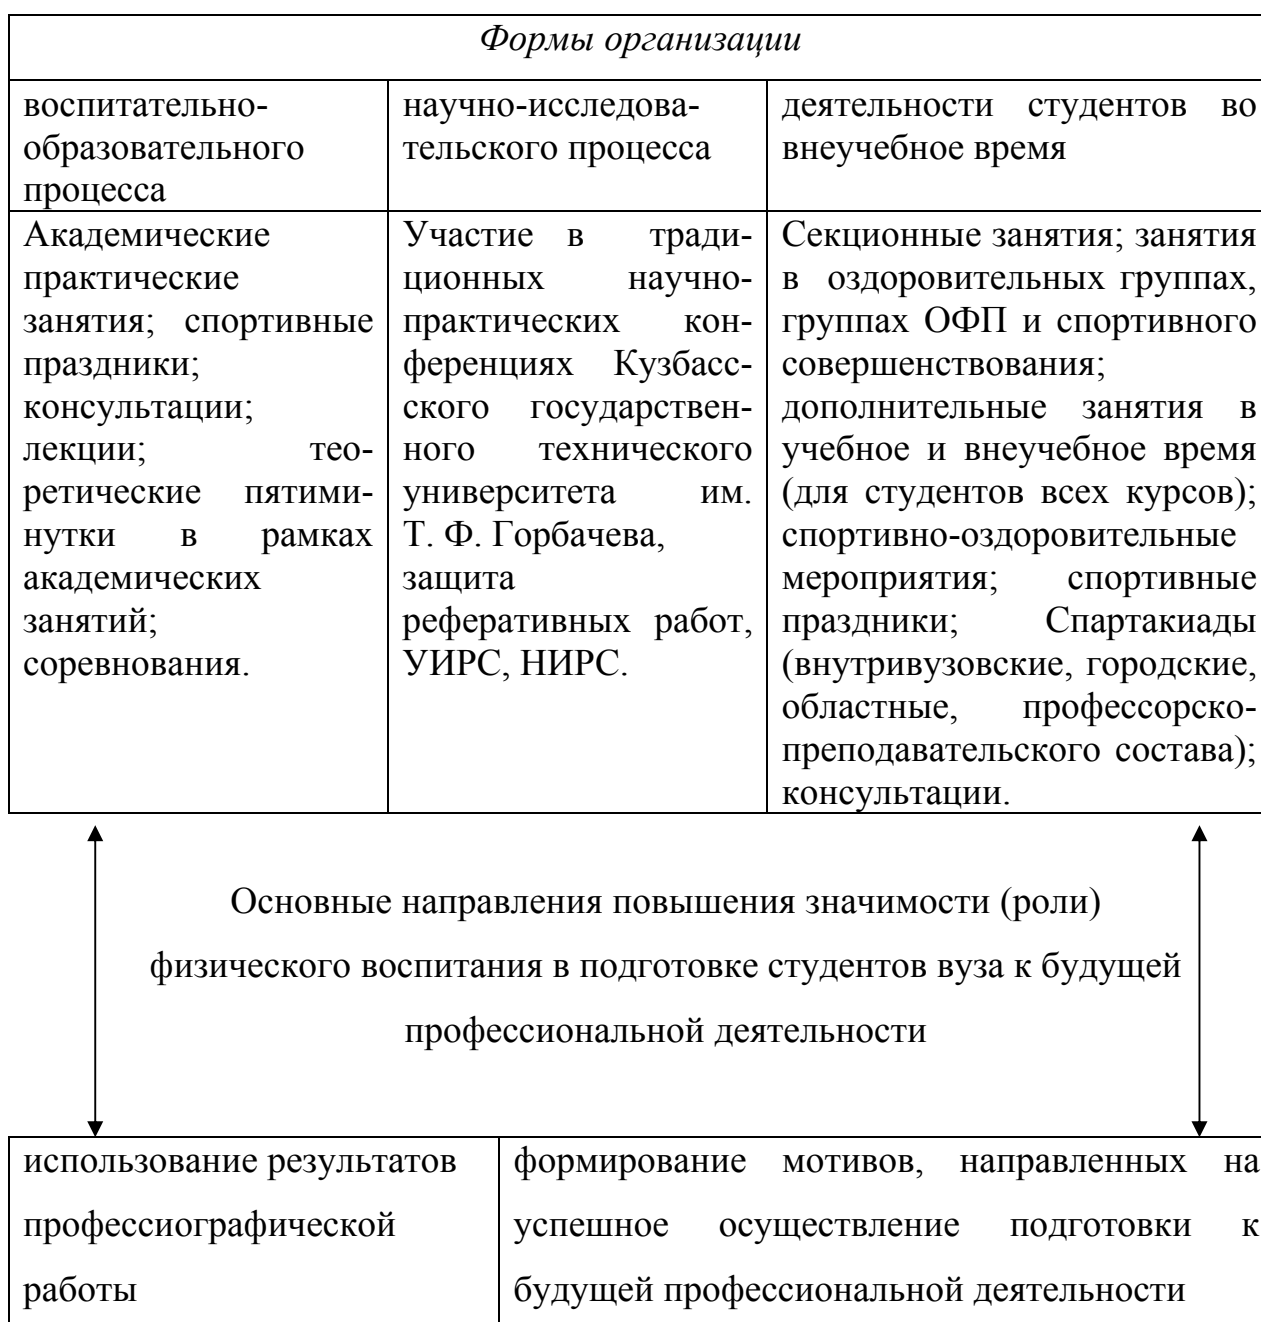 Формы организации
воспитательно-
образовательного
процесса
научно-исследова-
тельского процесса
деятельности студентов во
внеучебное время
Академические
практические
занятия; спортивные
праздники;
консультации;
лекции; тео-
ретические пятими-
нутки в рамках
академических
занятий;
соревнования.
Участие в тради-
ционных научно-
практических кон-
ференциях Кузбасс-
ского государствен-
ного технического
университета им.
Т. Ф. Горбачева,
защита
реферативных работ,
УИРС, НИРС.
Секционные занятия; занятия
в оздоровительных группах,
группах ОФП и спортивного
совершенствования;
дополнительные занятия в
учебное и внеучебное время
(для студентов всех курсов);
спортивно-оздоровительные
мероприятия; спортивные
праздники; Спартакиады
(внутривузовские, городские,
областные, профессорско-
преподавательского состава);
консультации.
Основные направления повышения значимости (роли)
физического воспитания в подготовке студентов вуза к будущей
профессиональной деятельности
использование результатов
профессиографической
работы
формирование мотивов, направленных на
успешное осуществление подготовки к
будущей профессиональной деятельности